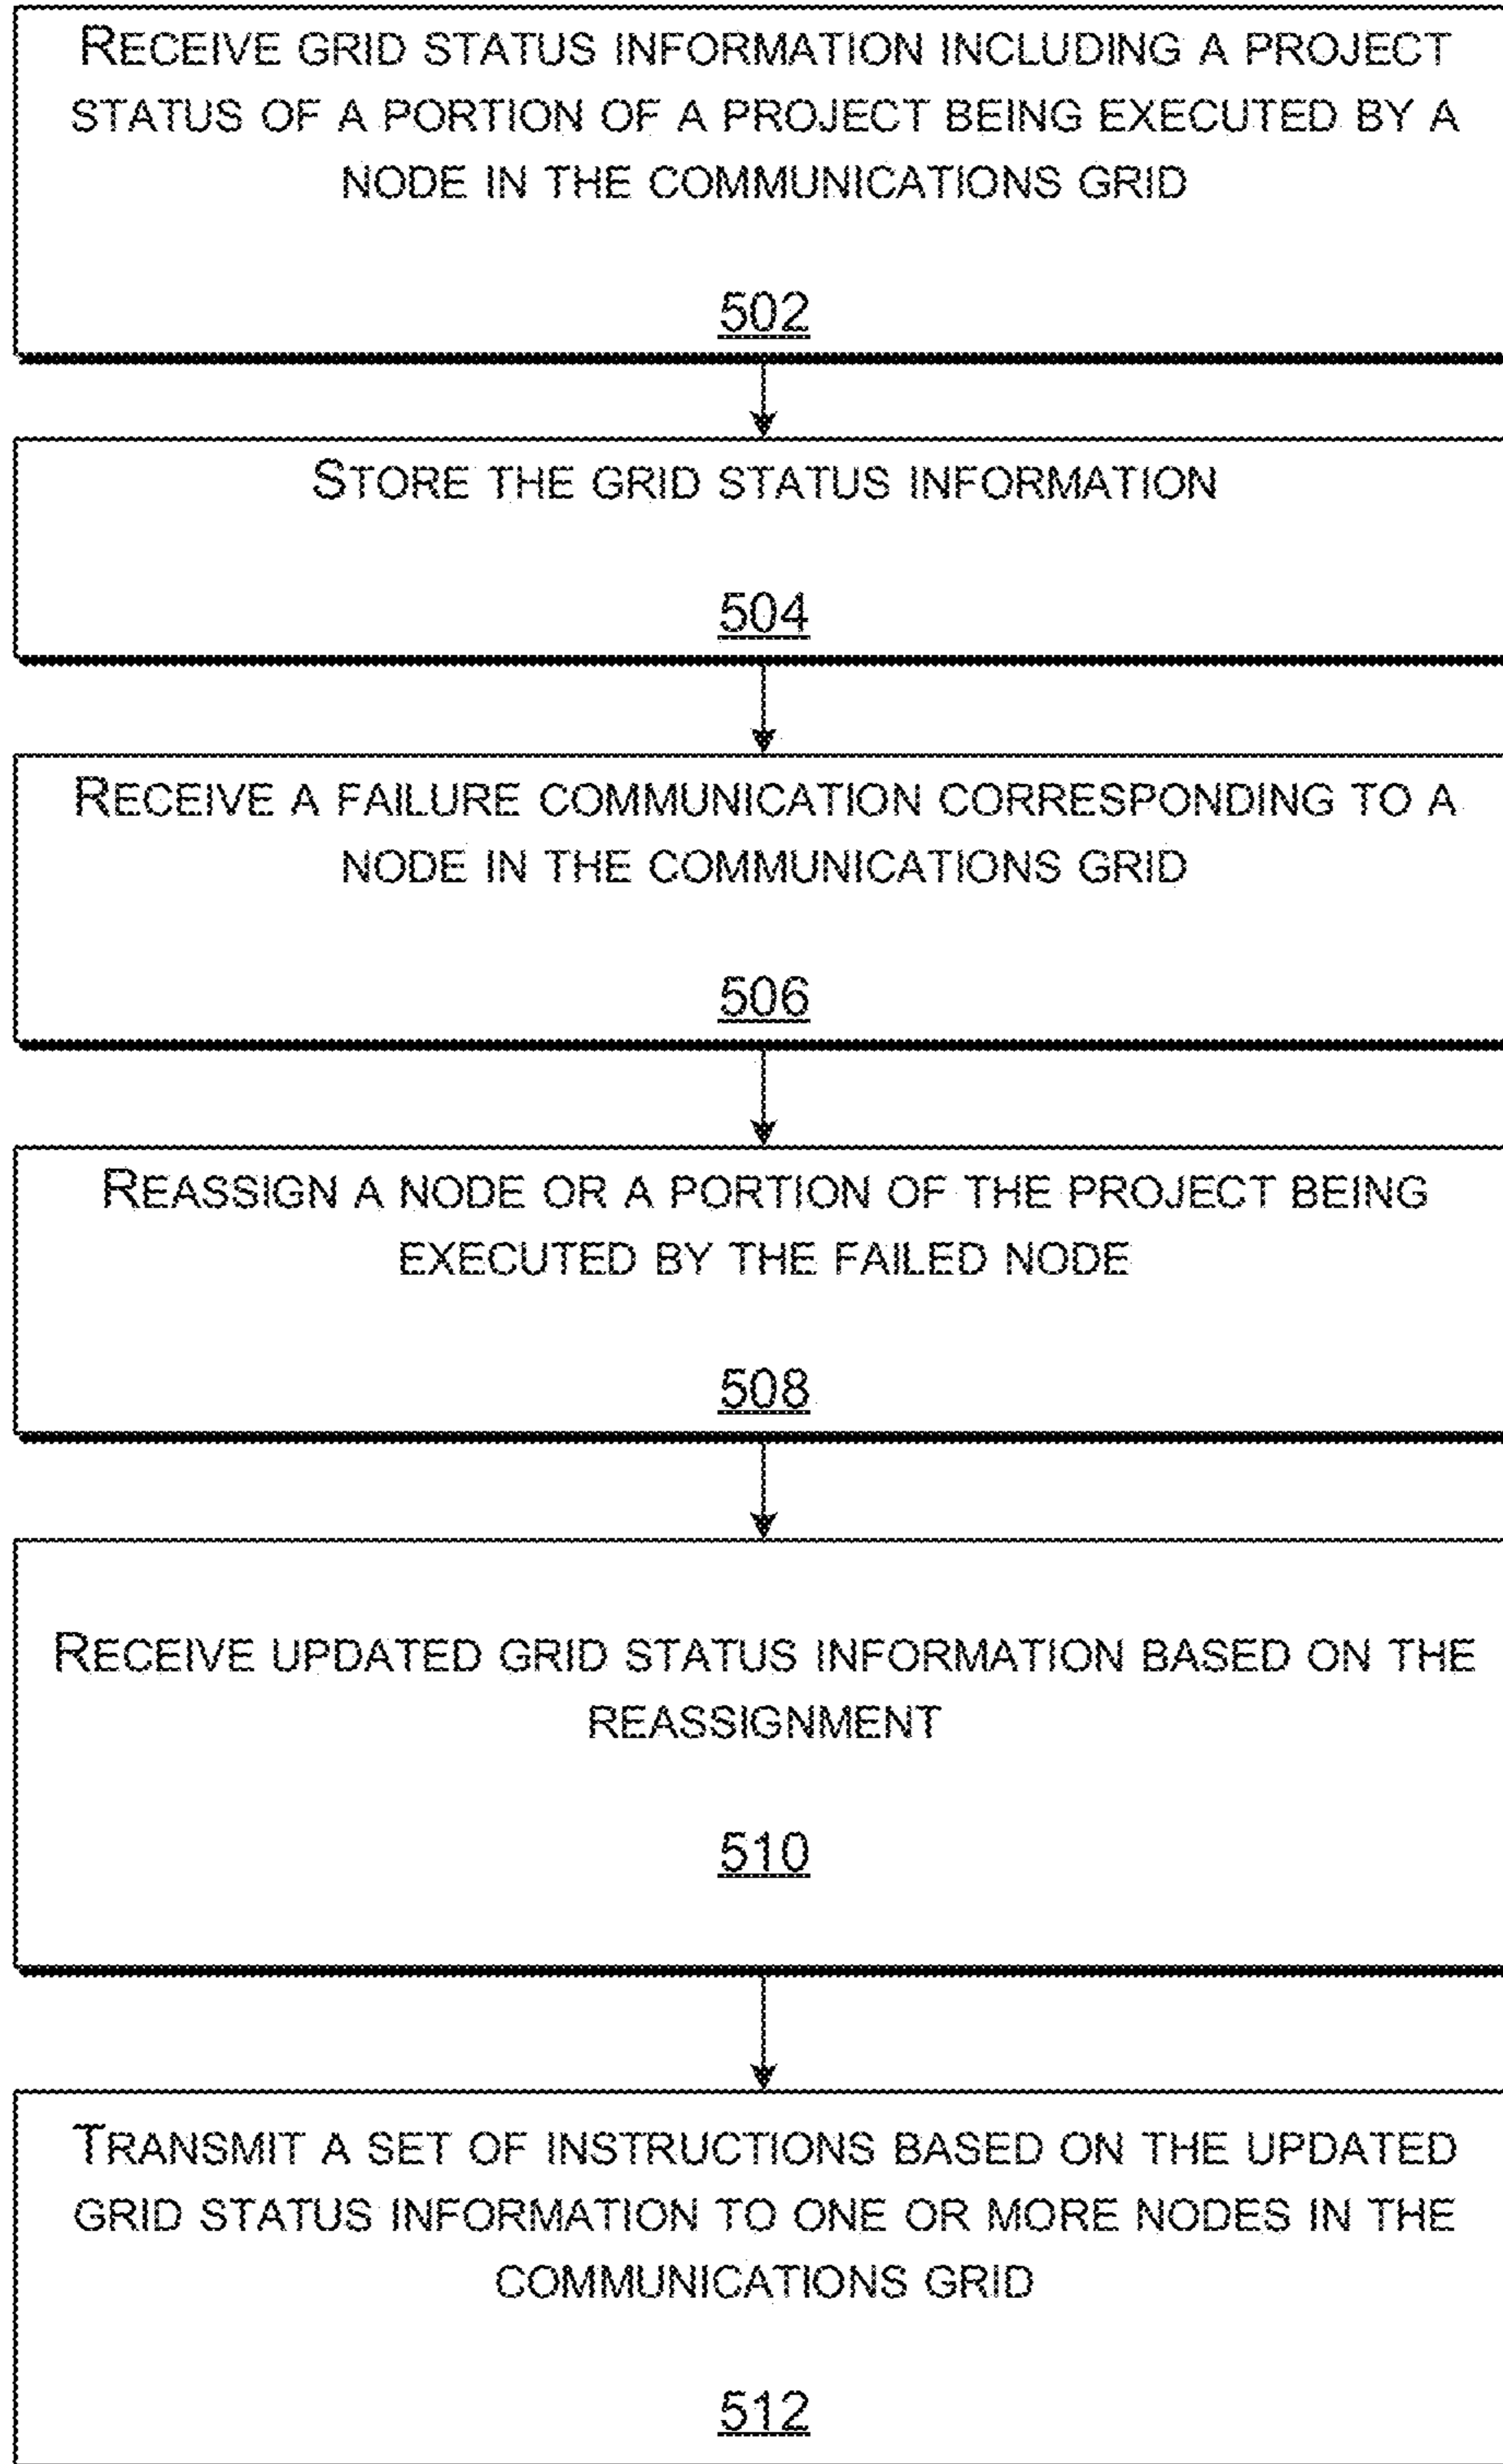 RECEIVE GRID STATUS INFORMATION INCLUDING A PROJECT
STATUS OF A PORTION OF A PROJECT BEING EXECUTED BY A
NODE IN THE COMMUNICATIONS GRID
502
STORE THE GRID STATUS INFORMATION
504
RECEIVE A FAILURE COMMUNICATION CORRESPONDING TO A
NODE IN THE COMMUNICATIONS GRID
506
REASSIGN A NODE OR A PORTION OF THE PROJECT BEING
EXECUTED BY THE FAILED NODE
508
RECEIVE UPDATED GRID STATUS INFORMATION BASED ON THE
REASSIGNMENT
510
TRANSMIT A SET OF INSTRUCTIONS BASED ON THE UPDATED
GRID STATUS INFORMATION TO ONE OR MORE NODES IN THE
COMMUNICATIONS GRID
512